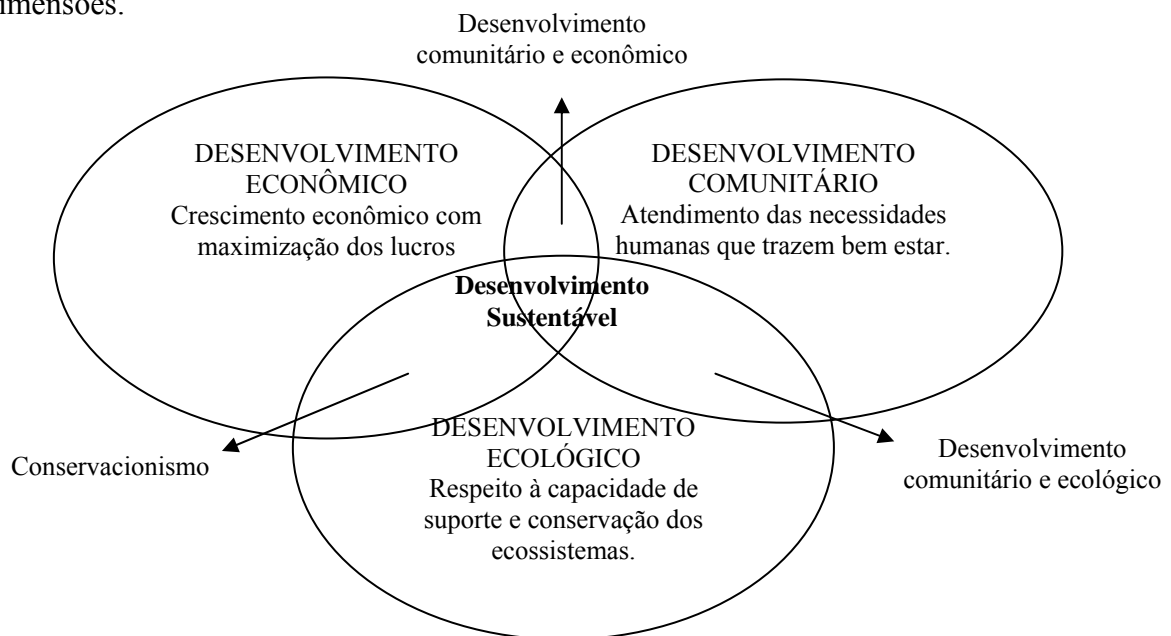 imensões.
Desenvolvimento
comunitário e econômico
DESENVOLVIMENTO
ECONÔMICO
Crescimento econômico com
maximização dos lucros
DESENVOLVIMENTO
COMUNITÁRIO
Atendimento das necessidades
humanas que trazem bem estar.
Desenvolvimento
Sustentável
Conservacionismo
DESENVOLVIMENTO
ECOLÓGICO
Respeito à capacidade de
suporte e conservação dos
ecossistemas.
Desenvolvimento
comunitário e ecológico